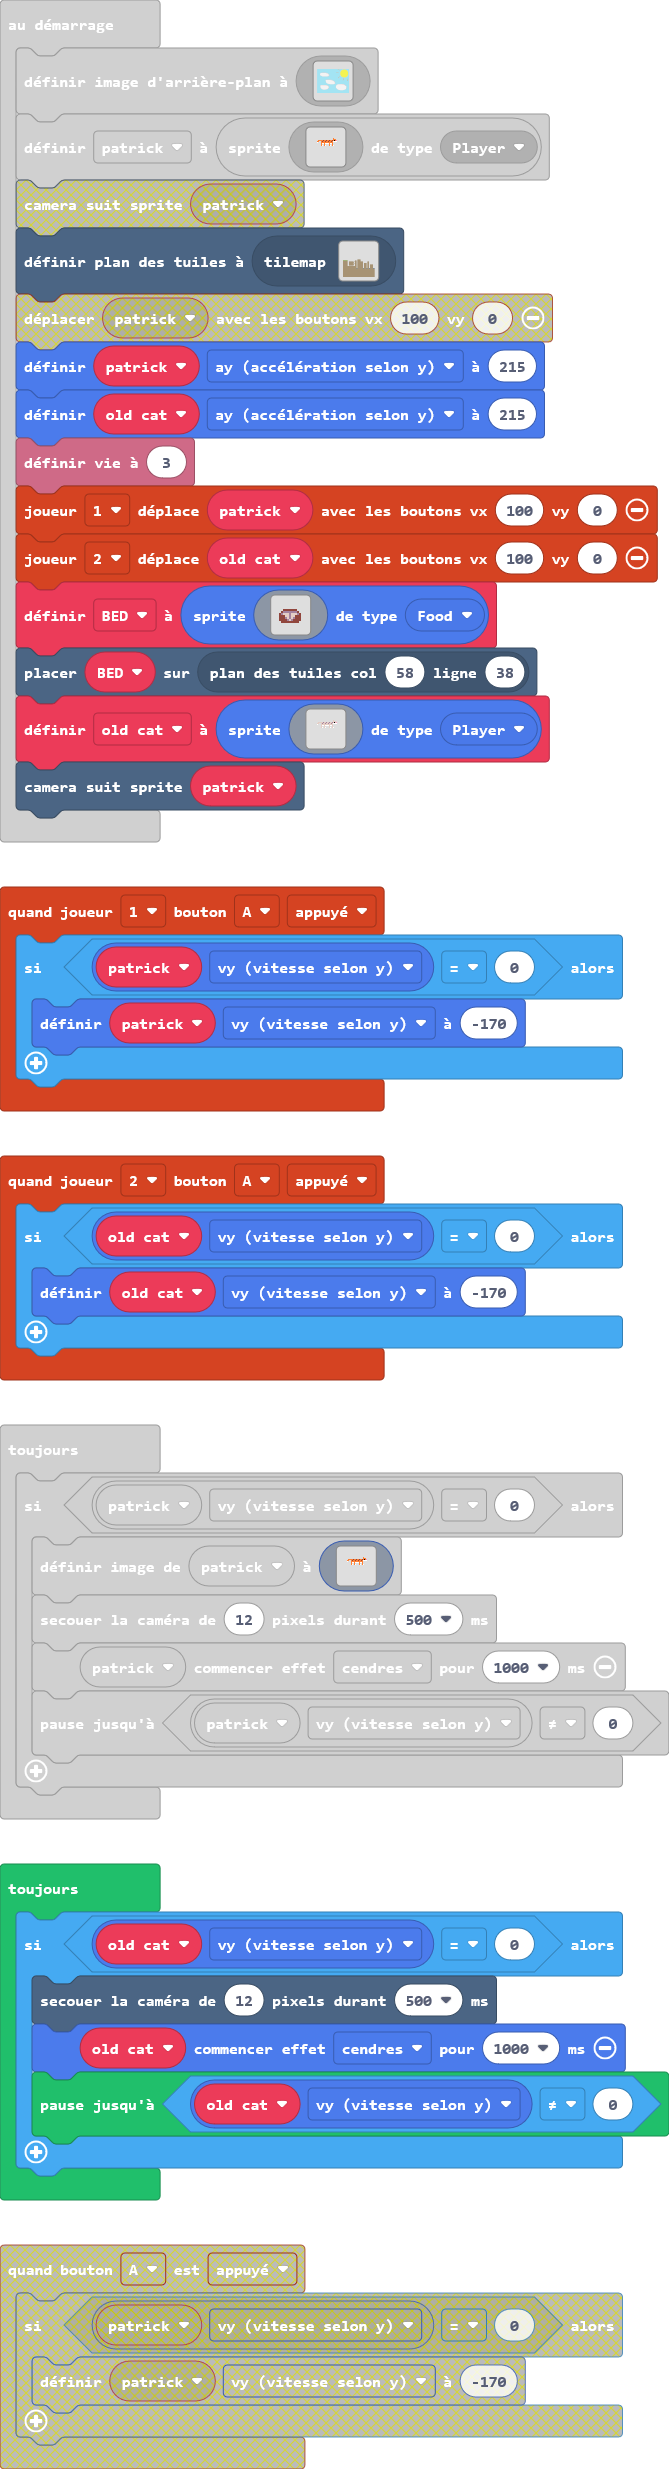 au démarrage
définir image d'arrière-plan à
définir patrick à sprite de type Player
camera suit sprite patrick
définir plan des tuiles à tilemap
déplacer patrick avec les boutons vx 100 vy 0
définir patrick ay (accélération selon y) à 215
définir old cat ay (accélération selon y) à 215
définir vie à 3
joueur 1 déplace patrick avec les boutons vx 100 vy 0
joueur 2 déplace old cat avec les boutons vx 100 vy 0
définir BED à sprite de type Food
placer BED sur plan des tuiles col 58 ligne 38
définir old cat à sprite de type Player
camera suit sprite patrick
quand joueur 1 bouton A appuyé
si patrick vy (vitesse selon y) = 0 alors
définir patrick vy (vitesse selon y) à -170
quand joueur 2 bouton A appuyé
si old cat vy (vitesse selon y) = 0 alors
définir old cat vy (vitesse selon y) à -170
toujours
si patrick vy (vitesse selon y) = 0 alors
définir image de patrick à
secouer la caméra de 12 pixels durant 500 ms
patrick commencer effet cendres pour 1000 ms
pause jusqu'à patrick vy (vitesse selon y) ≠ 0
toujours
si old cat vy (vitesse selon y) = 0 alors
secouer la caméra de 12 pixels durant 500 ms
old cat commencer effet cendres pour 1000 ms
pause jusqu'à old cat vy (vitesse selon y) ≠ 0
quand bouton A est appuyé
si patrick vy (vitesse selon y) = 0 alors
définir patrick vy (vitesse selon y) à -170